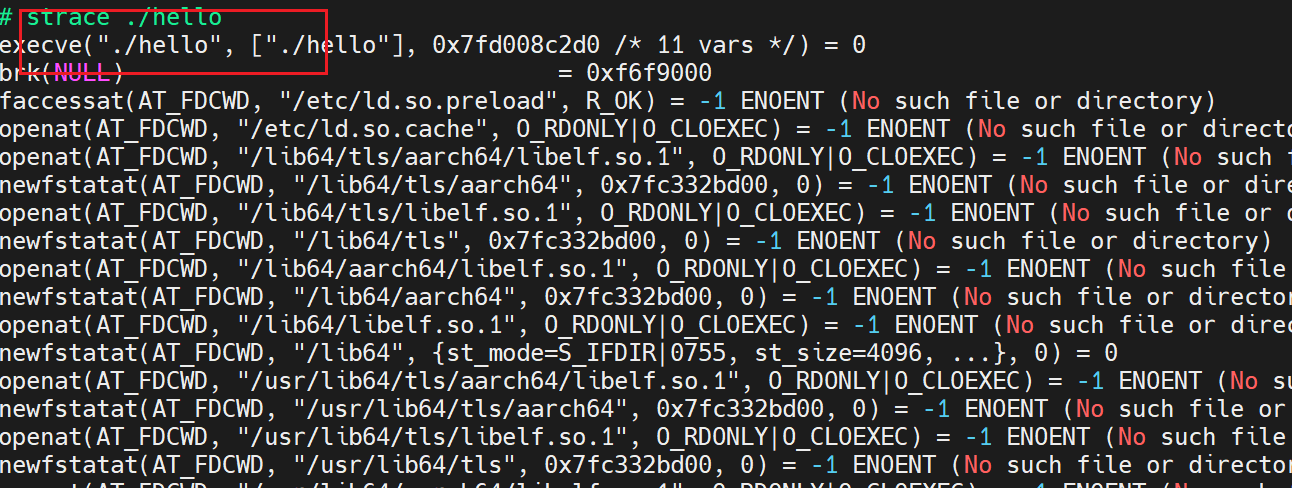 # strace ./hello
execve("./hello", ["./hello"], 0x7fd008c2d0 /* 11 vars */) = 0
brk(NULL)                               = 0xf6f9000
faccessat(AT_FDCWD, "/etc/ld.so.preload", R_OK) = -1 ENOENT (No such file or directory)
openat(AT_FDCWD, "/etc/ld.so.cache", O_RDONLY|O_CLOEXEC) = -1 ENOENT (No such file or directo
openat(AT_FDCWD, "/lib64/tls/aarch64/libelf.so.1", O_RDONLY|O_CLOEXEC) = -1 ENOENT (No such f
newfstatat(AT_FDCWD, "/lib64/tls/aarch64", 0x7fc332bd00, 0) = -1 ENOENT (No such file or dire
openat(AT_FDCWD, "/lib64/tls/libelf.so.1", O_RDONLY|O_CLOEXEC) = -1 ENOENT (No such file or d
newfstatat(AT_FDCWD, "/lib64/tls", 0x7fc332bd00, 0) = -1 ENOENT (No such file or directory)
openat(AT_FDCWD, "/lib64/aarch64/libelf.so.1", O_RDONLY|O_CLOEXEC) = -1 ENOENT (No such file
newfstatat(AT_FDCWD, "/lib64/aarch64", 0x7fc332bd00, 0) = -1 ENOENT (No such file or director
openat(AT_FDCWD, "/lib64/libelf.so.1", O_RDONLY|O_CLOEXEC) = -1 ENOENT (No such file or direc
newfstatat(AT_FDCWD, "/lib64", {st_mode=S_IFDIR|0755, st_size=4096, ...}, 0) = 0
openat(AT_FDCWD, "/usr/lib64/tls/aarch64/libelf.so.1", O_RDONLY|O_CLOEXEC) = -1 ENOENT (No su
newfstatat(AT_FDCWD, "/usr/lib64/tls/aarch64", 0x7fc332bd00, 0) = -1 ENOENT (No such file or
openat(AT_FDCWD, "/usr/lib64/tls/libelf.so.1", O_RDONLY|O_CLOEXEC) = -1 ENOENT (No such file
newfstatat(AT_FDCWD, "/usr/lib64/tls", 0x7fc332bd00, 0) = -1 ENOENT (No such file or director